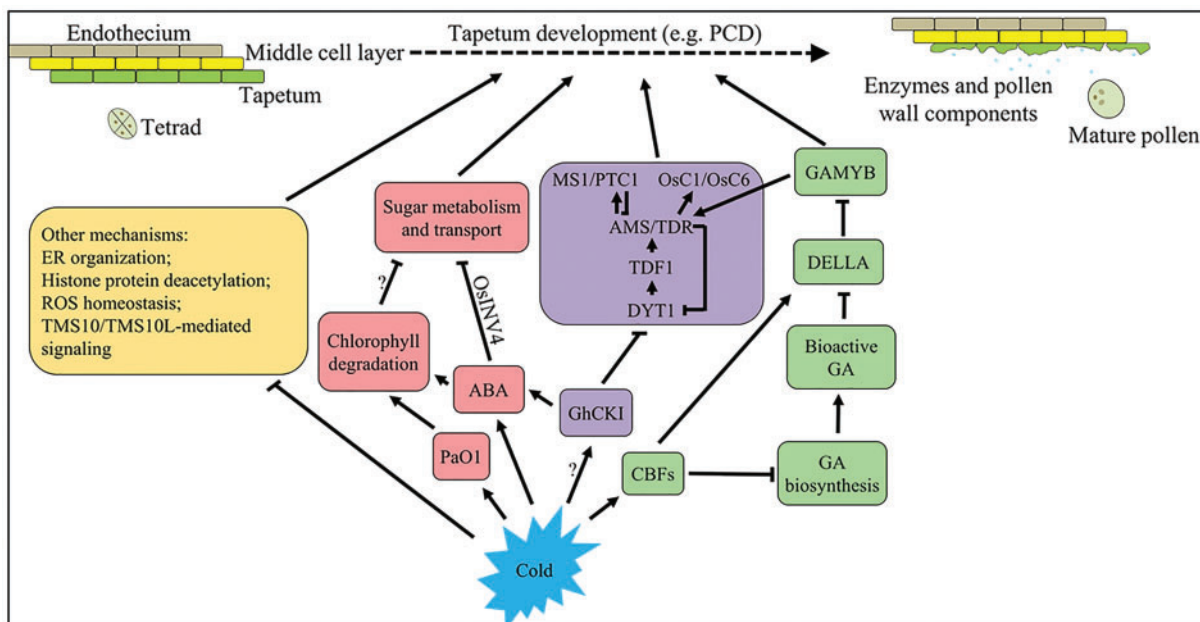 Endothecium
Middle cell layer
Tapetum
Tetrad
Tapetum development (e.g. PCD)
Enzymes and pollen
wall components
Mature pollen
Other mechanisms:
ER organization;
Histone protein deacetylation;
ROS homeostasis;
TMS10/TMS10L-mediated
signaling
Sugar metabolism
and transport
?
OsINV4
Chlorophyll
degradation
ABA
PaO1
MS1/PTC1
OsC1/OsC6
AMS/TDR
TDF1
DYT1
GhCKI
?
GAMYB
DELLA
Bioactive
GA
GA
biosynthesis
CBFs
Cold